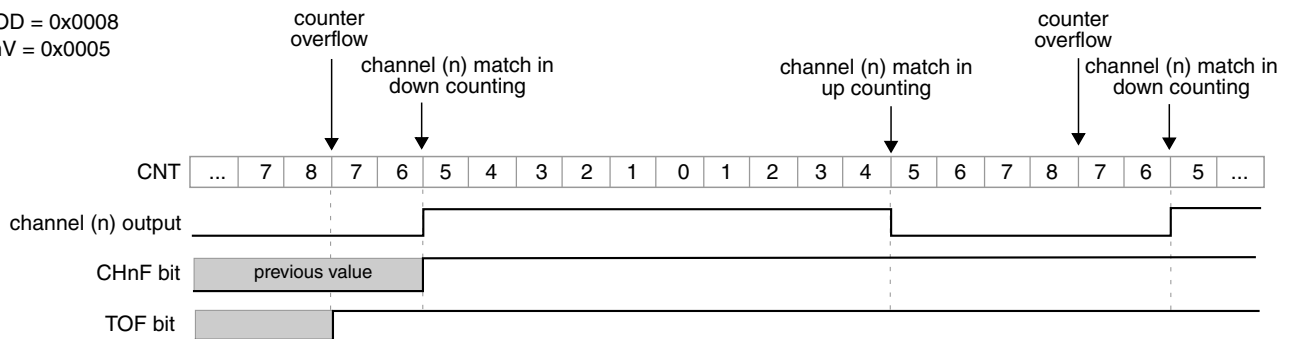 OD = 0x0008
V = 0x0005
counter
overflow
channel (n) match in
down counting
channel (n) match in
up counting
counter
overflow
channel (n) match in
down counting
CNT ... 7 8 7 6 5 4 3 2 1 0 1 2 3 4 5 6 7 8 7 6 5 ...
channel (n) output
CHnF bit previous value
TOF bit